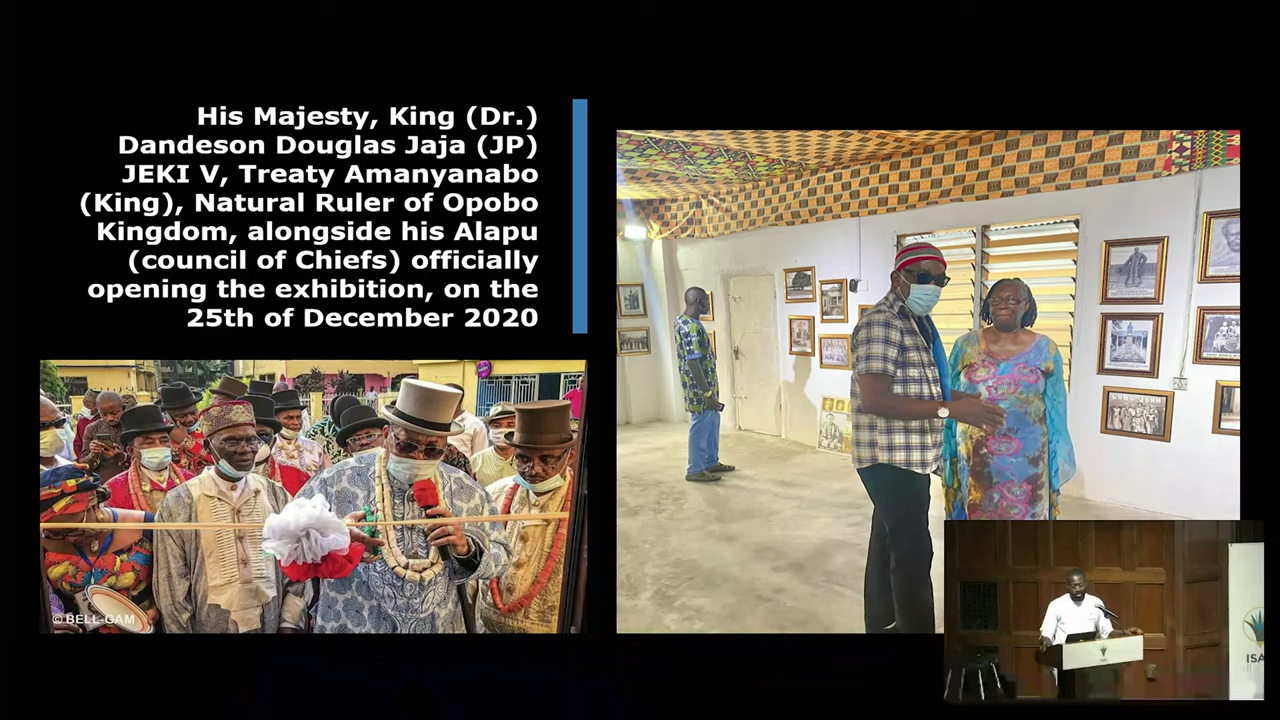 His Majesty, King (Dr.)
Dandeson Douglas Jaja (JP)
JEKI V, Treaty Amanyanabo
(King), Natural Ruler of Opobo
Kingdom, alongside his Alapu
(council of Chiefs) officially
opening the exhibition, on the
25th of December 2020
© BELL-GAM
LONG JOHN